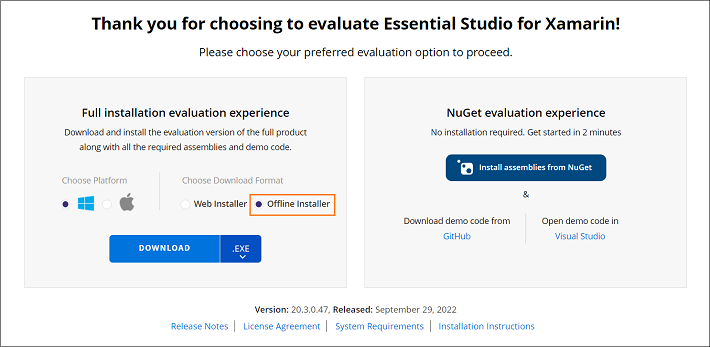 Thank you for choosing to evaluate Essential Studio for Xamarin!
Please choose your preferred evaluation option to proceed.
Full installation evaluation experience
Download and install the evaluation version of the full product
along with all the required assemblies and demo code.
Choose Platform
Choose Download Format
Web Installer
Offline Installer
DOWNLOAD
.EXE
NuGet evaluation experience
No installation required. Get started in 2 minutes
Install assemblies from NuGet
&
Download demo code from
GitHub
Open demo code in
Visual Studio
Version: 20.3.0.47, Released: September 29, 2022
Release Notes | License Agreement | System Requirements | Installation Instructions